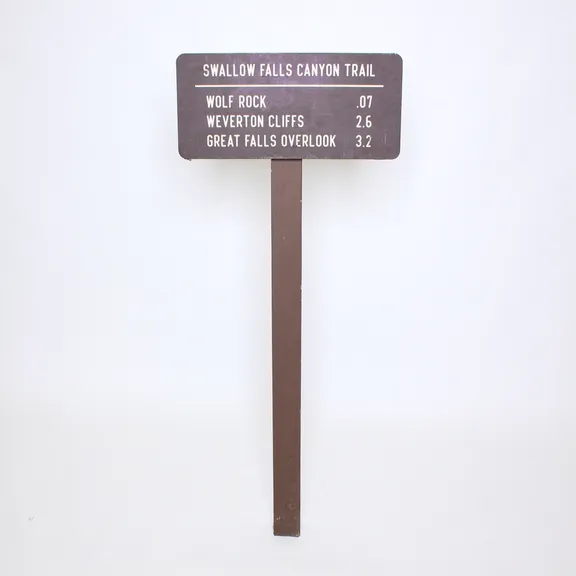 SWALLOW FALLS CANYON TRAIL
WOLF ROCK .07
WEVERTON CLIFFS 2.6
GREAT FALLS OVERLOOK 3.2